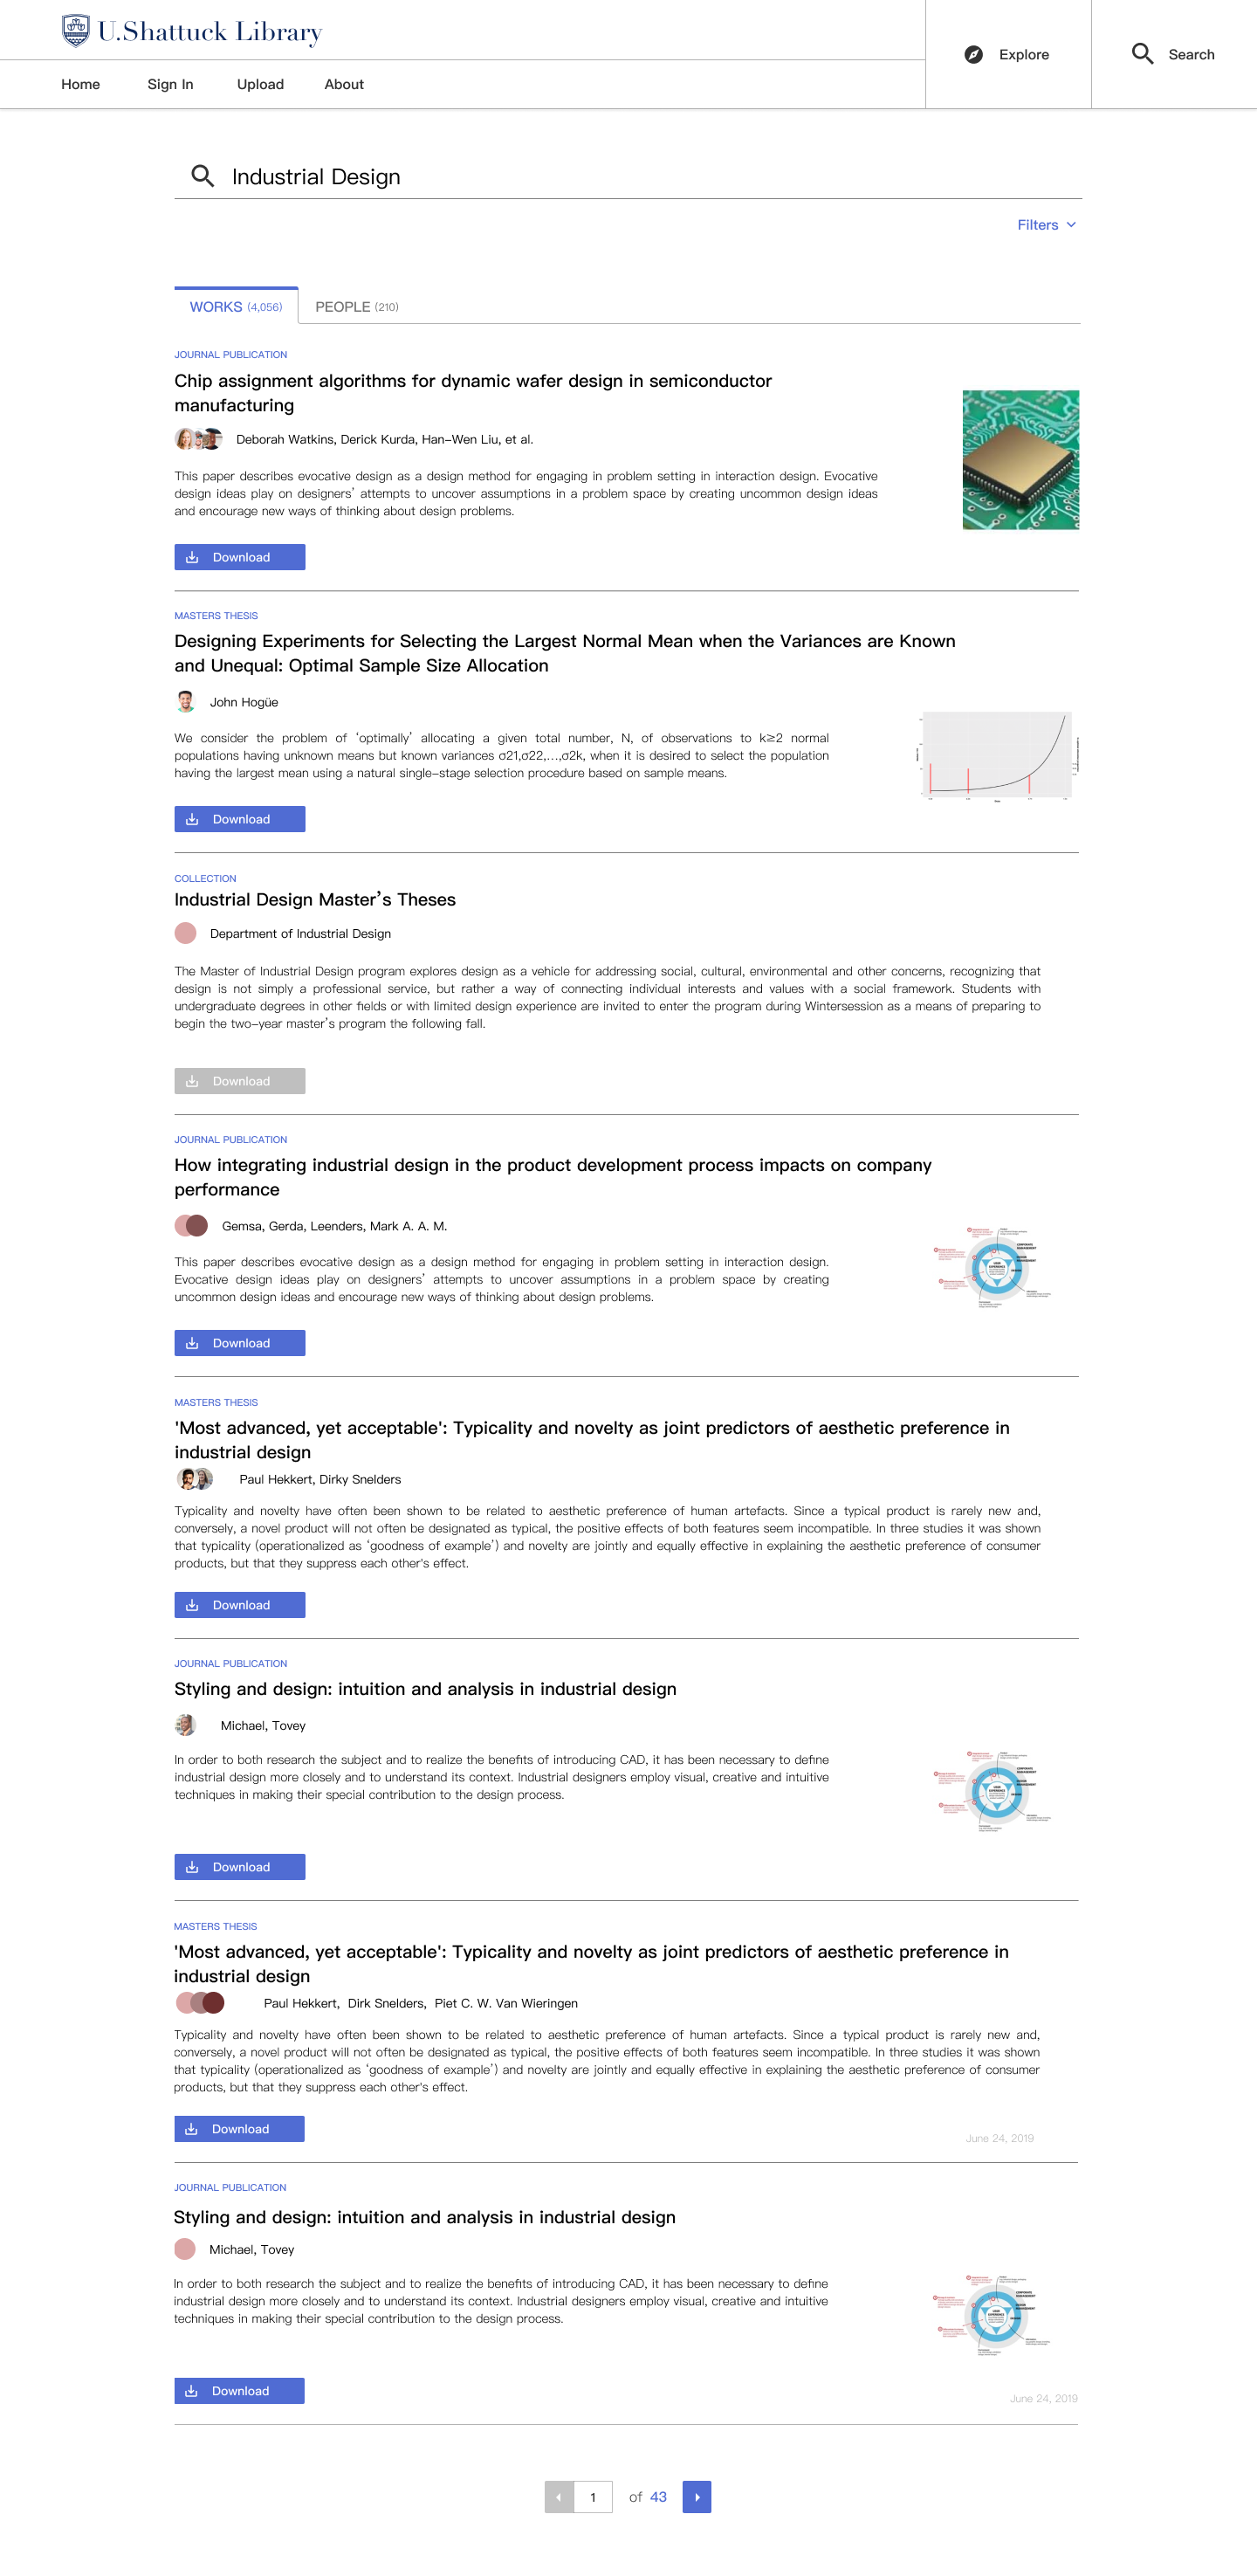 U.Shattuck Library
Explore
Search
Home
Sign In
Upload
About
Industrial Design
Filters
WORKS (4,056)
PEOPLE (210)
JOURNAL PUBLICATION
Chip assignment algorithms for dynamic wafer design in semiconductor
manufacturing
Deborah Watkins, Derick Kurda, Han-Wen Liu, et al.
This paper describes evocative design as a design method for engaging in problem setting in interaction design. Evocative
design ideas play on designers’ attempts to uncover assumptions in a problem space by creating uncommon design ideas
and encourage new ways of thinking about design problems.
Download
MASTERS THESIS
Designing Experiments for Selecting the Largest Normal Mean when the Variances are Known
and Unequal: Optimal Sample Size Allocation
John Hogüe
We consider the problem of ‘optimally’ allocating a given total number, N, of observations to k≥2 normal
populations having unknown means but known variances σ21,σ22,…,σ2k, when it is desired to select the population
having the largest mean using a natural single-stage selection procedure based on sample means.
Download
COLLECTION
Industrial Design Master’s Theses
Department of Industrial Design
The Master of Industrial Design program explores design as a vehicle for addressing social, cultural, environmental and other concerns, recognizing that
design is not simply a professional service, but rather a way of connecting individual interests and values with a social framework. Students with
undergraduate degrees in other fields or with limited design experience are invited to enter the program during Wintersession as a means of preparing to
begin the two-year master’s program the following fall.
Download
JOURNAL PUBLICATION
How integrating industrial design in the product development process impacts on company
performance
Gemsa, Gerda, Leenders, Mark A. A. M.
This paper describes evocative design as a design method for engaging in problem setting in interaction design.
Evocative design ideas play on designers’ attempts to uncover assumptions in a problem space by creating
uncommon design ideas and encourage new ways of thinking about design problems.
Download
MASTERS THESIS
'Most advanced, yet acceptable': Typicality and novelty as joint predictors of aesthetic preference in
industrial design
Paul Hekkert, Dirky Snelders
Typicality and novelty have often been shown to be related to aesthetic preference of human artefacts. Since a typical product is rarely new and,
conversely, a novel product will not often be designated as typical, the positive effects of both features seem incompatible. In three studies it was shown
that typicality (operationalized as ‘goodness of example’) and novelty are jointly and equally effective in explaining the aesthetic preference of consumer
products, but that they suppress each other's effect.
Download
JOURNAL PUBLICATION
Styling and design: intuition and analysis in industrial design
Michael, Tovey
In order to both research the subject and to realize the benefits of introducing CAD, it has been necessary to define
industrial design more closely and to understand its context. Industrial designers employ visual, creative and intuitive
techniques in making their special contribution to the design process.
Download
MASTERS THESIS
'Most advanced, yet acceptable': Typicality and novelty as joint predictors of aesthetic preference in
industrial design
Paul Hekkert, Dirk Snelders, Piet C. W. Van Wieringen
Typicality and novelty have often been shown to be related to aesthetic preference of human artefacts. Since a typical product is rarely new and,
conversely, a novel product will not often be designated as typical, the positive effects of both features seem incompatible. In three studies it was shown
that typicality (operationalized as ‘goodness of example’) and novelty are jointly and equally effective in explaining the aesthetic preference of consumer
products, but that they suppress each other's effect.
Download
June 24, 2019
JOURNAL PUBLICATION
Styling and design: intuition and analysis in industrial design
Michael, Tovey
In order to both research the subject and to realize the benefits of introducing CAD, it has been necessary to define
industrial design more closely and to understand its context. Industrial designers employ visual, creative and intuitive
techniques in making their special contribution to the design process.
Download
June 24, 2019
1 of 43